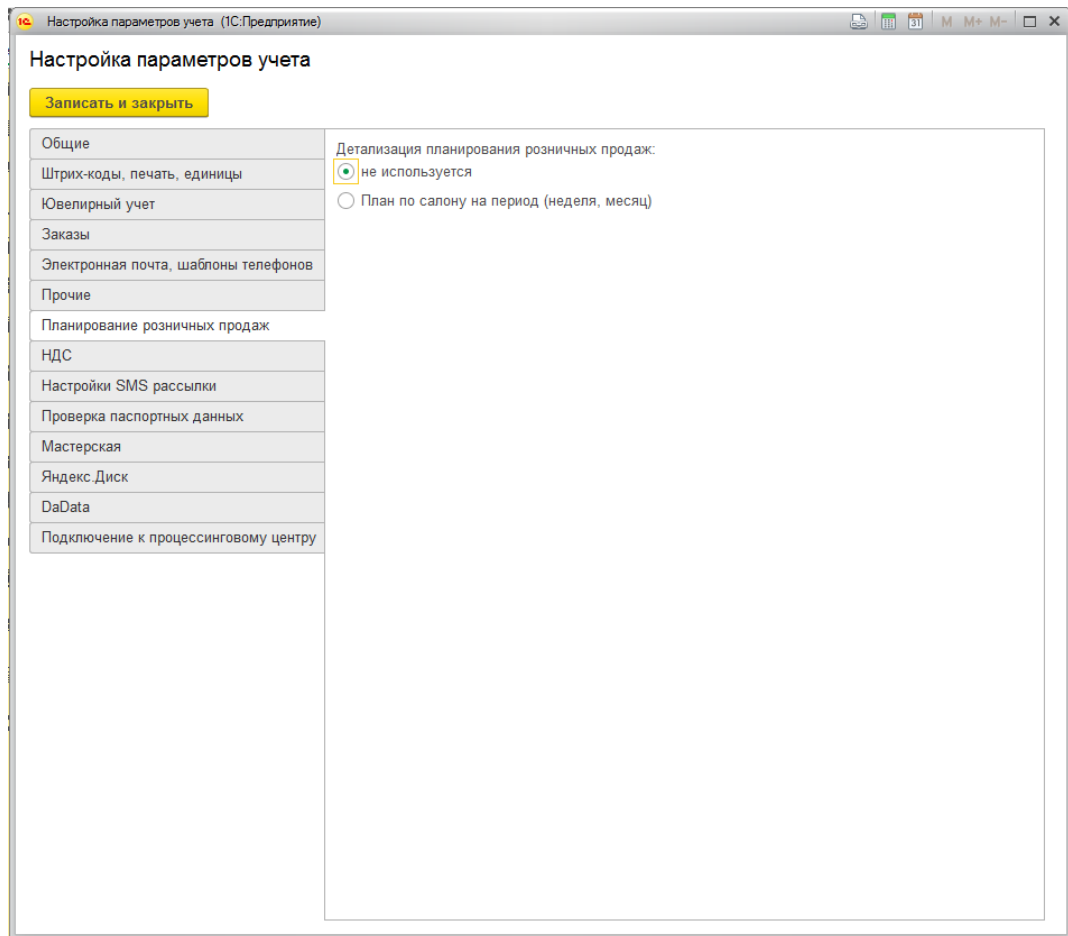 1С Настройка параметров учета (1С:Предприятие) 31 M M+ M-
Настройка параметров учета
Записать и закрыть
Общие
Штрих-коды, печать, единицы
Ювелирный учет
Заказы
Электронная почта, шаблоны телефонов
Прочие
Планирование розничных продаж
НДС
Настройки SMS рассылки
Проверка паспортных данных
Мастерская
Яндекс.Диск
DaData
Подключение к процессинговому центру
Детализация планирования розничных продаж:
не используется
План по салону на период (неделя, месяц)